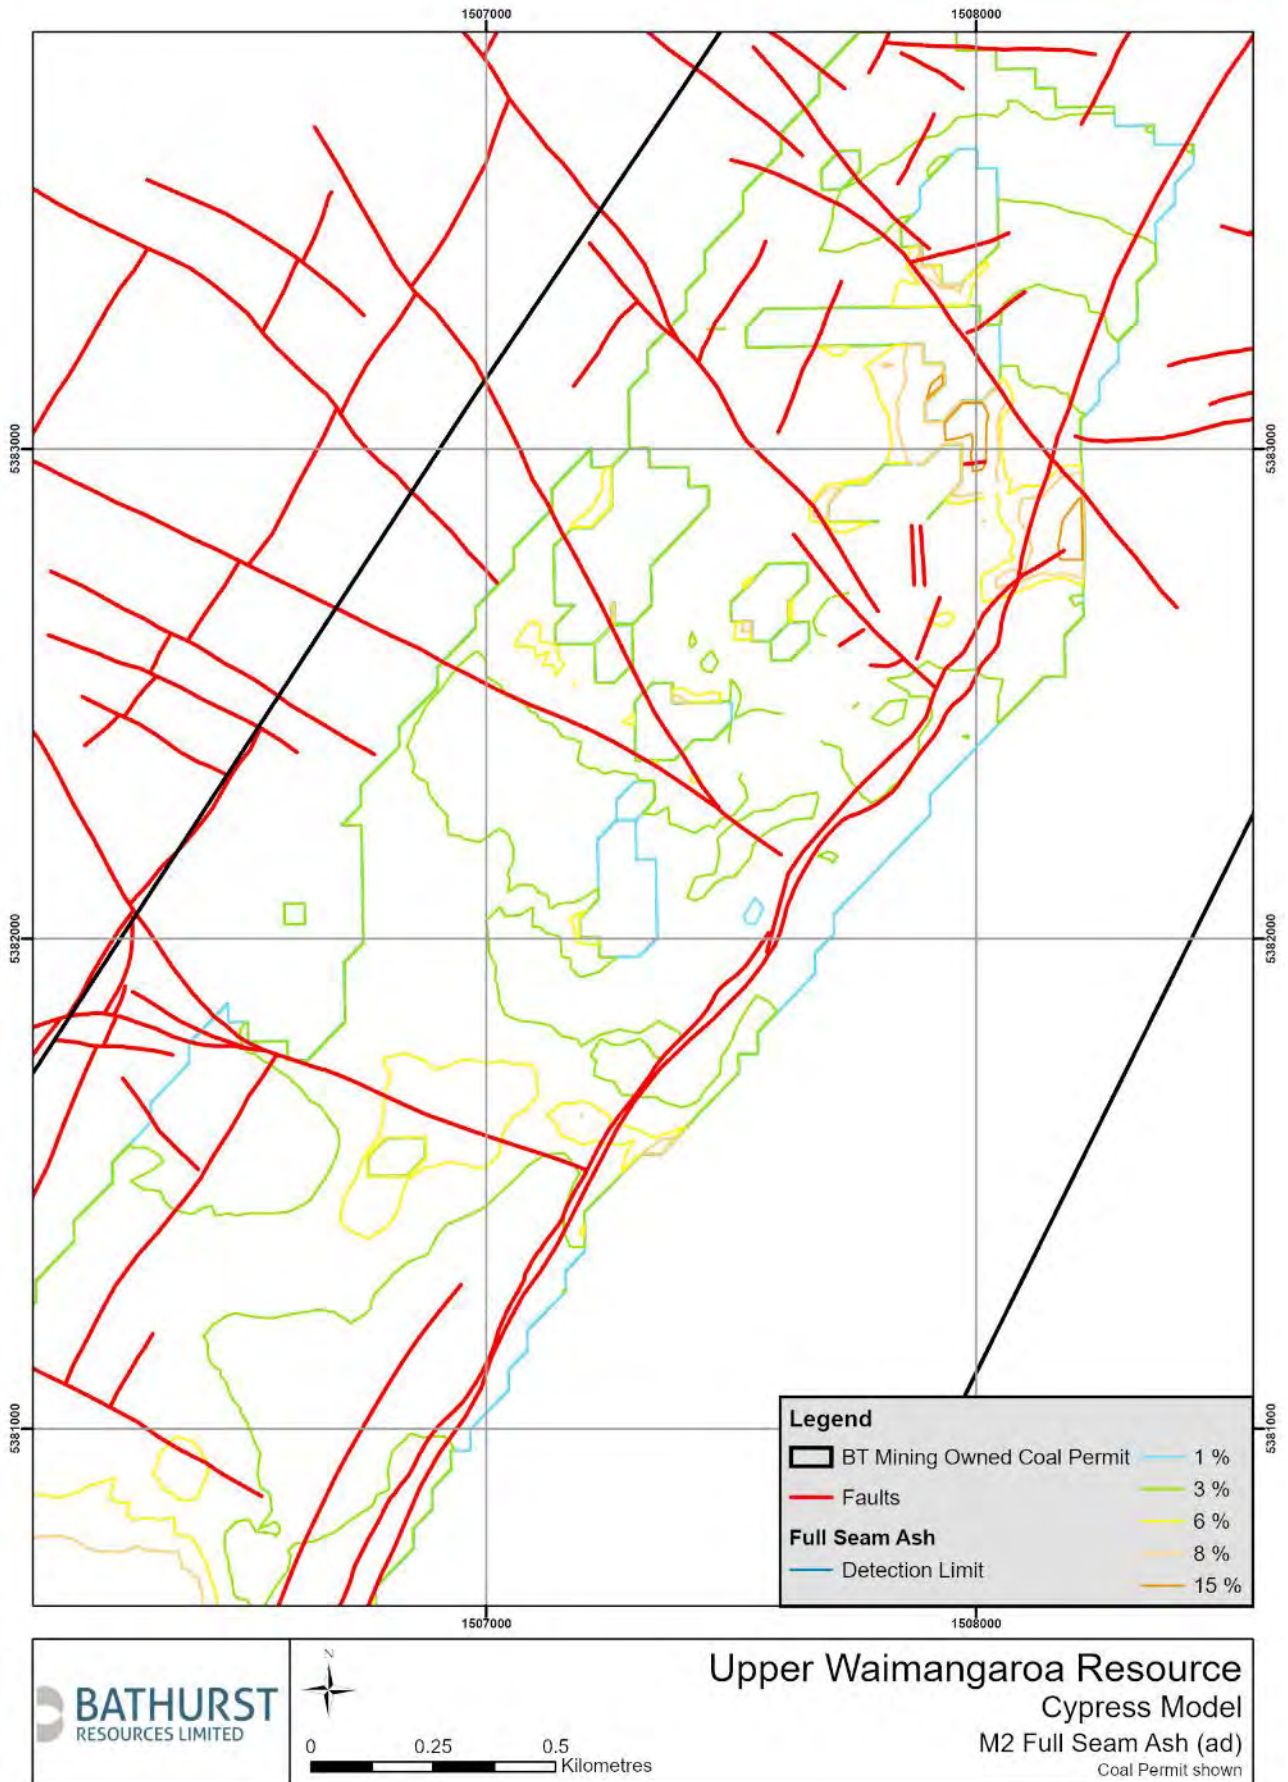 1507000 1508000
5383000 5383000
5382000 5382000
5381000 5381000
Legend
BT Mining Owned Coal Permit
Faults
Full Seam Ash
Detection Limit
1 %
3 %
6 %
8 %
15 %
1507000 1508000
BATHURST
RESOURCES LIMITED
N
0 0.25 0.5
Kilometres
Upper Waimangaroa Resource
Cypress Model
M2 Full Seam Ash (ad)
Coal Permit shown